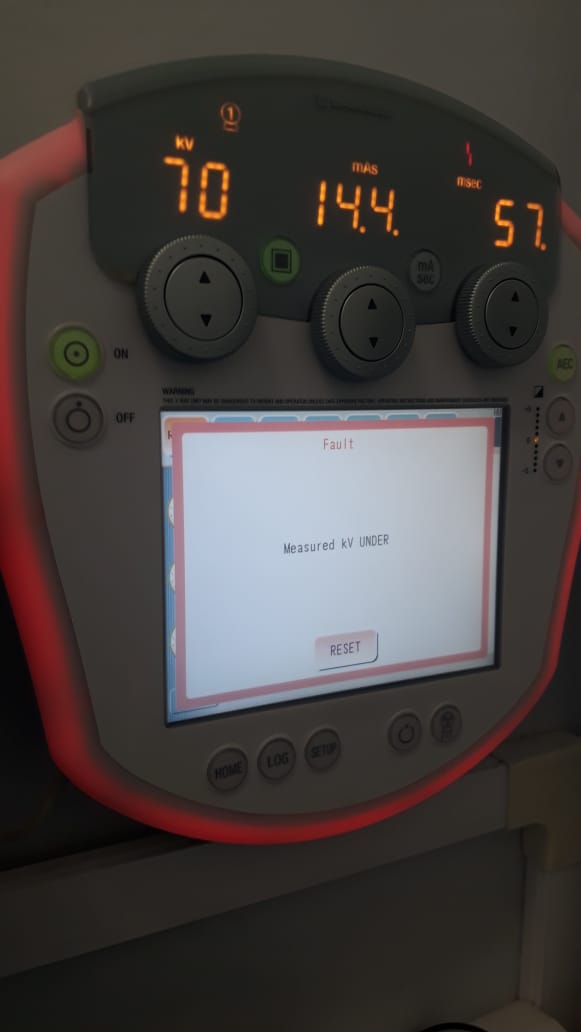 1
kV
mAs
msec
70
14.4.
57.
mA
sec
ON
AEC
OFF
WARNING
Fault
Measured kV UNDER
RESET
HOME
LOG
SETUP